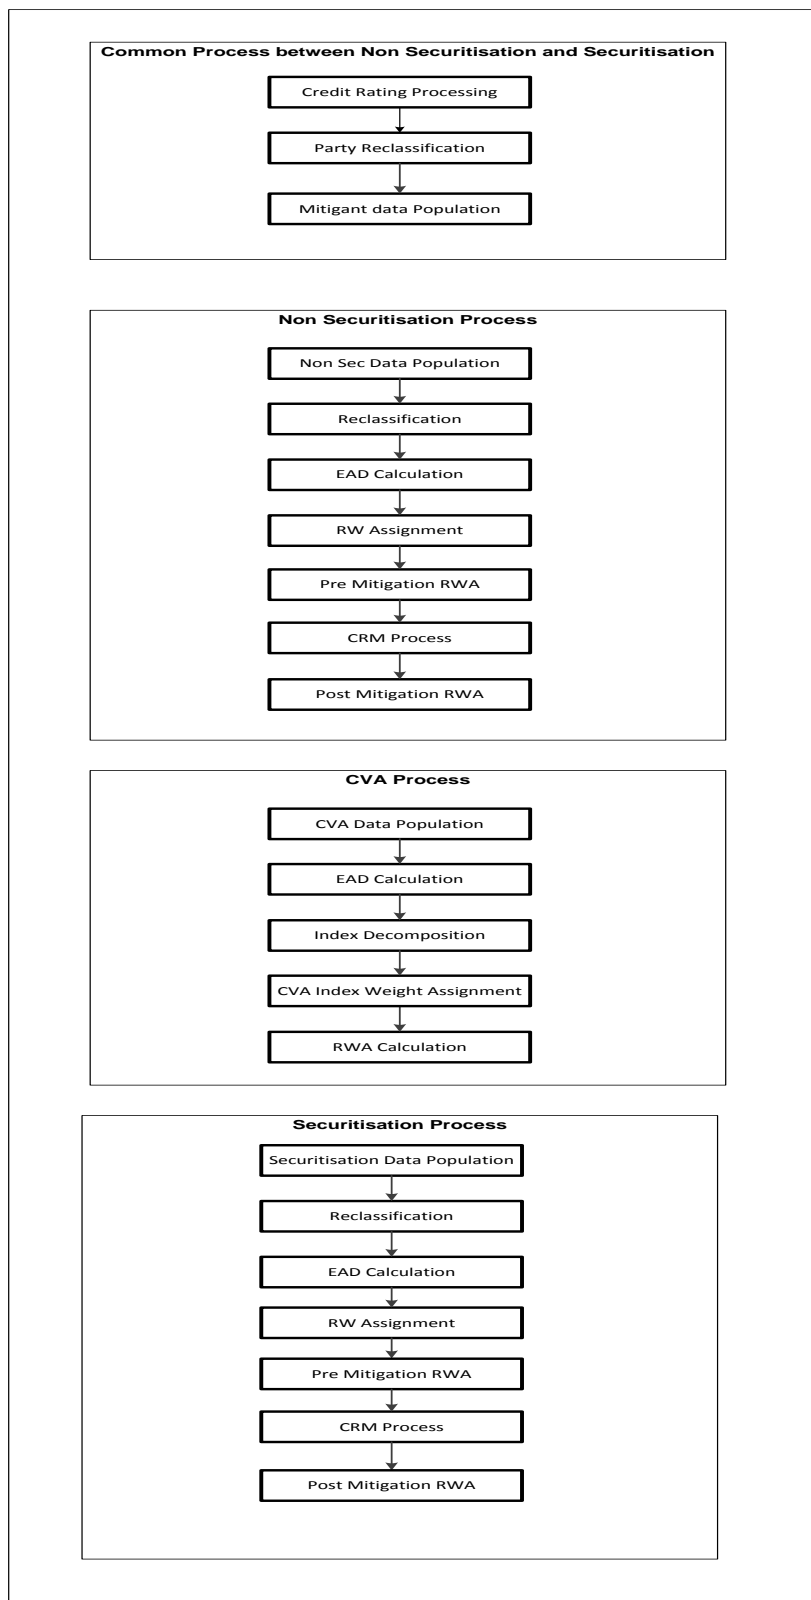 Common Process between Non Securitisation and Securitisation
Credit Rating Processing
Party Reclassification
Mitigant data Population
Non Securitisation Process
Non Sec Data Population
Reclassification
EAD Calculation
RW Assignment
Pre Mitigation RWA
CRM Process
Post Mitigation RWA
CVA Process
CVA Data Population
EAD Calculation
Index Decomposition
CVA Index Weight Assignment
RWA Calculation
Securitisation Process
Securitisation Data Population
Reclassification
EAD Calculation
RW Assignment
Pre Mitigation RWA
CRM Process
Post Mitigation RWA